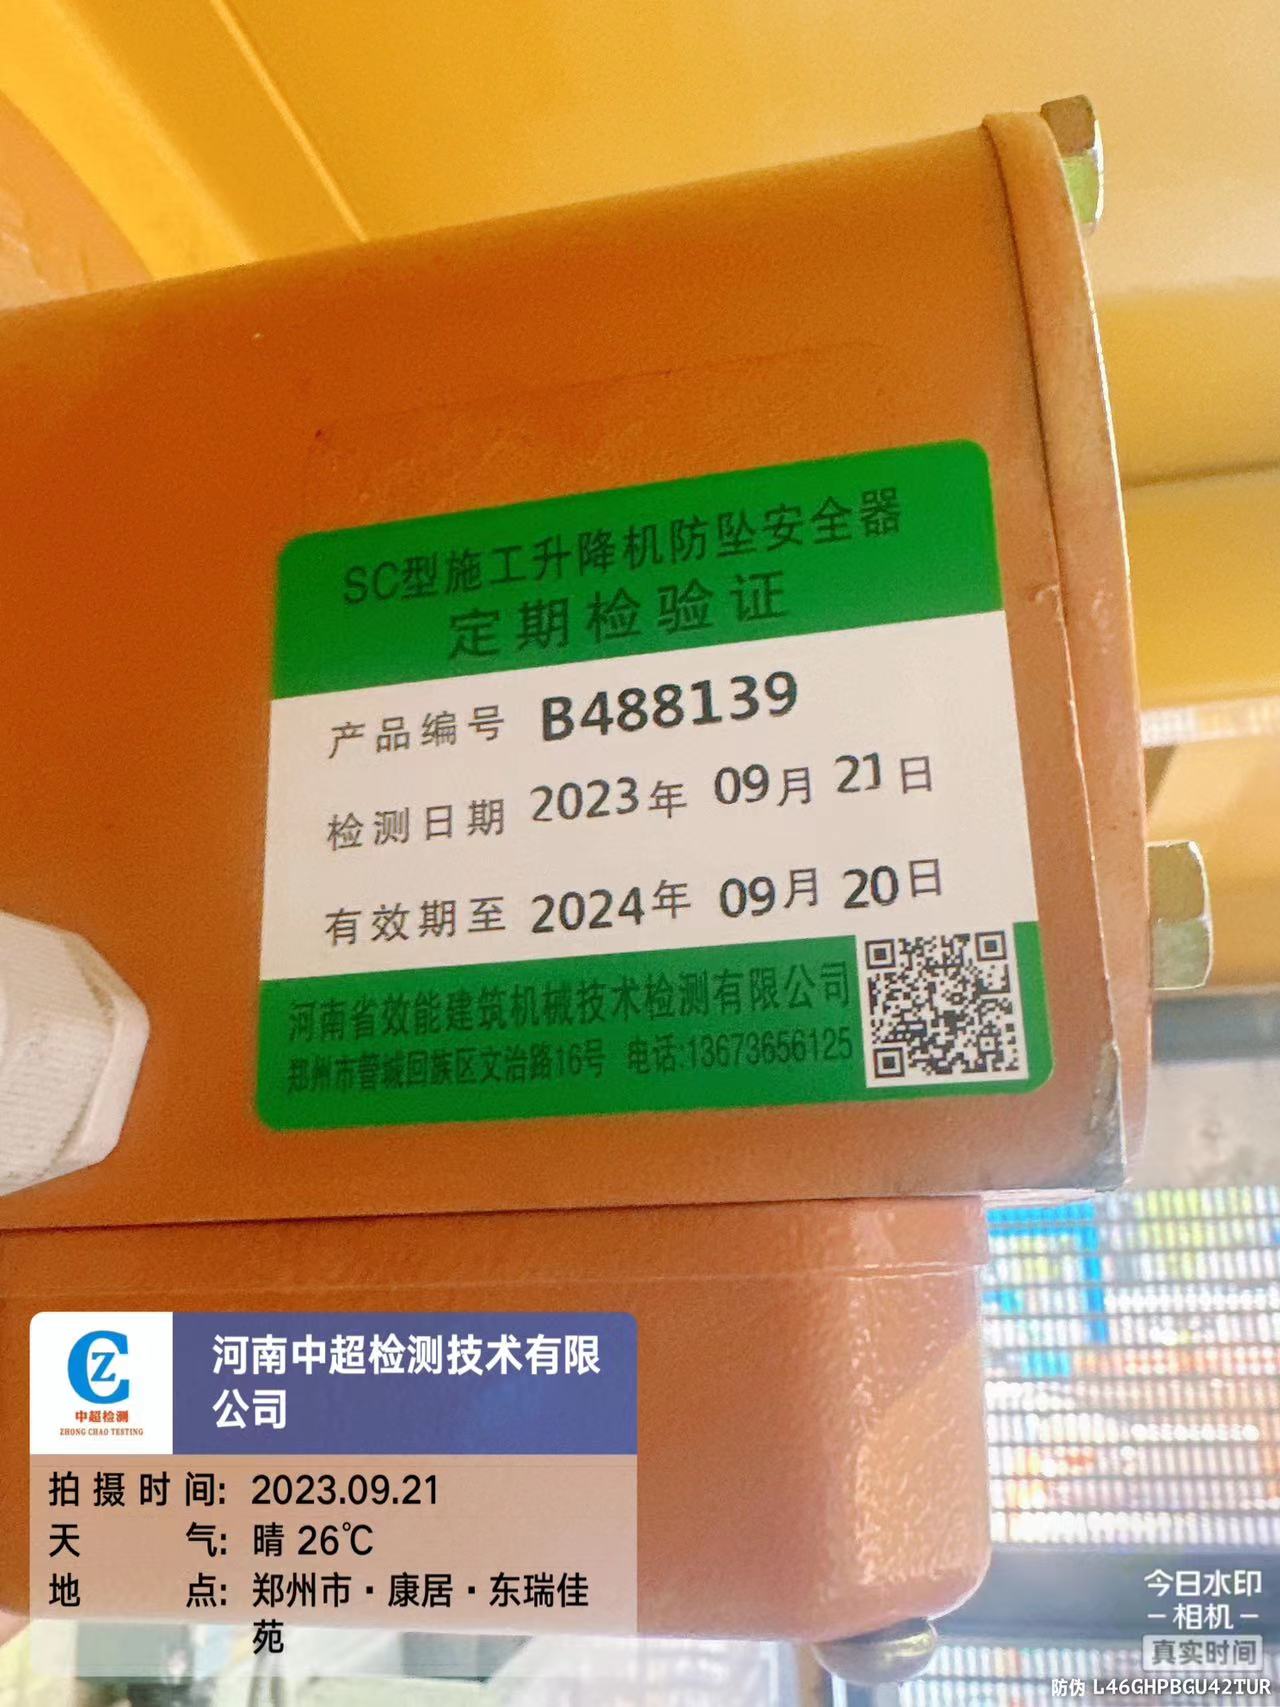 SC型施工升降机防坠安全器
定期检验证
产品编号 B488139
检测日期 2023年 09月 21日
有效期至 2024年 09月 20日
河南省效能建筑机械技术检测有限公司
郑州市管城回族区文治路16号 电话:13673656125
中超检测
ZHONG CHAO TESTING
河南中超检测技术有限
公司
拍摄时间: 2023.09.21
天气: 晴 26℃
地点: 郑州市·康居·东瑞佳
苑
今日水印
-相机-
真实时间
防伪 L46GHPBGU42TUR